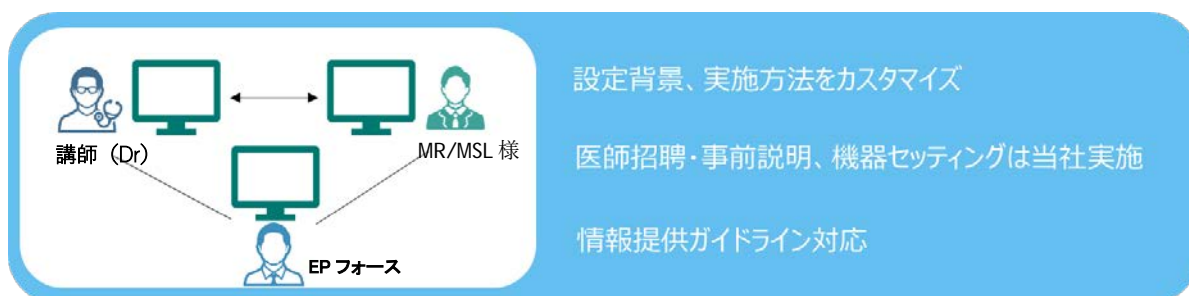 講師（Dr）
MR/MSL 様
EP フォース
設定背景、実施方法をカスタマイズ
医師招聘・事前説明、機器セッティングは当社実施
情報提供ガイドライン対応